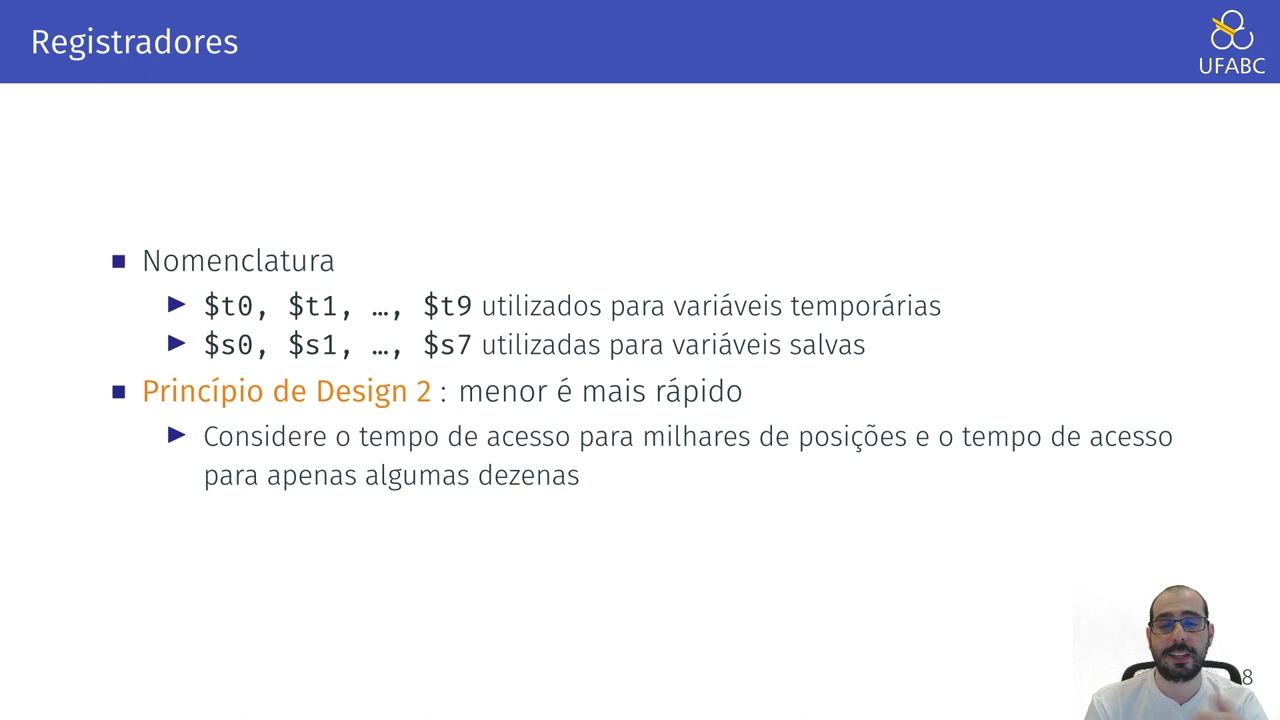 Registradores
UFABC
Nomenclatura
$t0, $t1, …, $t9 utilizados para variáveis temporárias
$s0, $s1, …, $s7 utilizadas para variáveis salvas
Princípio de Design 2 : menor é mais rápido
Considere o tempo de acesso para milhares de posições e o tempo de acesso
para apenas algumas dezenas
8